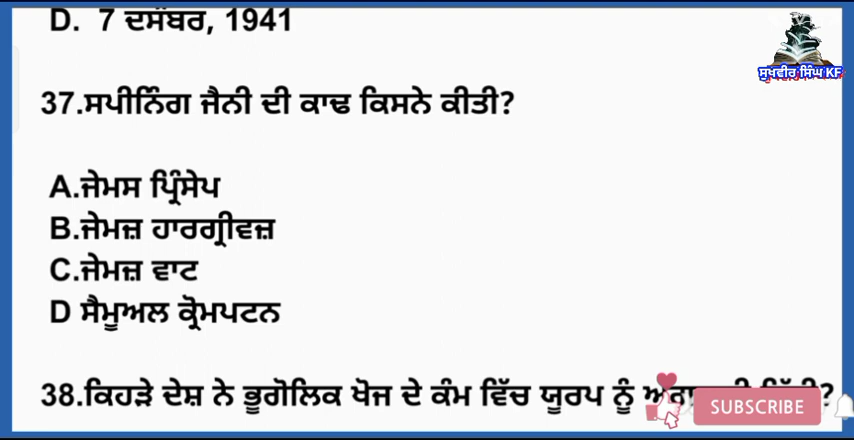 D. 7 ਦਸੰਬਰ, 1941
ਸੁਖਵੀਰ ਸਿੰਘ KF
37.ਸਪੀਨਿੰਗ ਜੈਨੀ ਦੀ ਕਾਢ ਕਿਸਨੇ ਕੀਤੀ?
A.ਜੇਮਸ ਪ੍ਰਿੰਸੇਪ
B.ਜੇਮਜ਼ ਹਾਰਗ੍ਰੀਵਜ਼
C.ਜੇਮਜ਼ ਵਾਟ
D ਸੈਮੂਅਲ ਕ੍ਰੋਮਪਟਨ
38.ਕਿਹੜੇ ਦੇਸ਼ ਨੇ ਭੂਗੋਲਿਕ ਖੋਜ ਦੇ ਕੰਮ ਵਿੱਚ ਯੂਰਪ ਨੂੰ
SUBSCRIBE